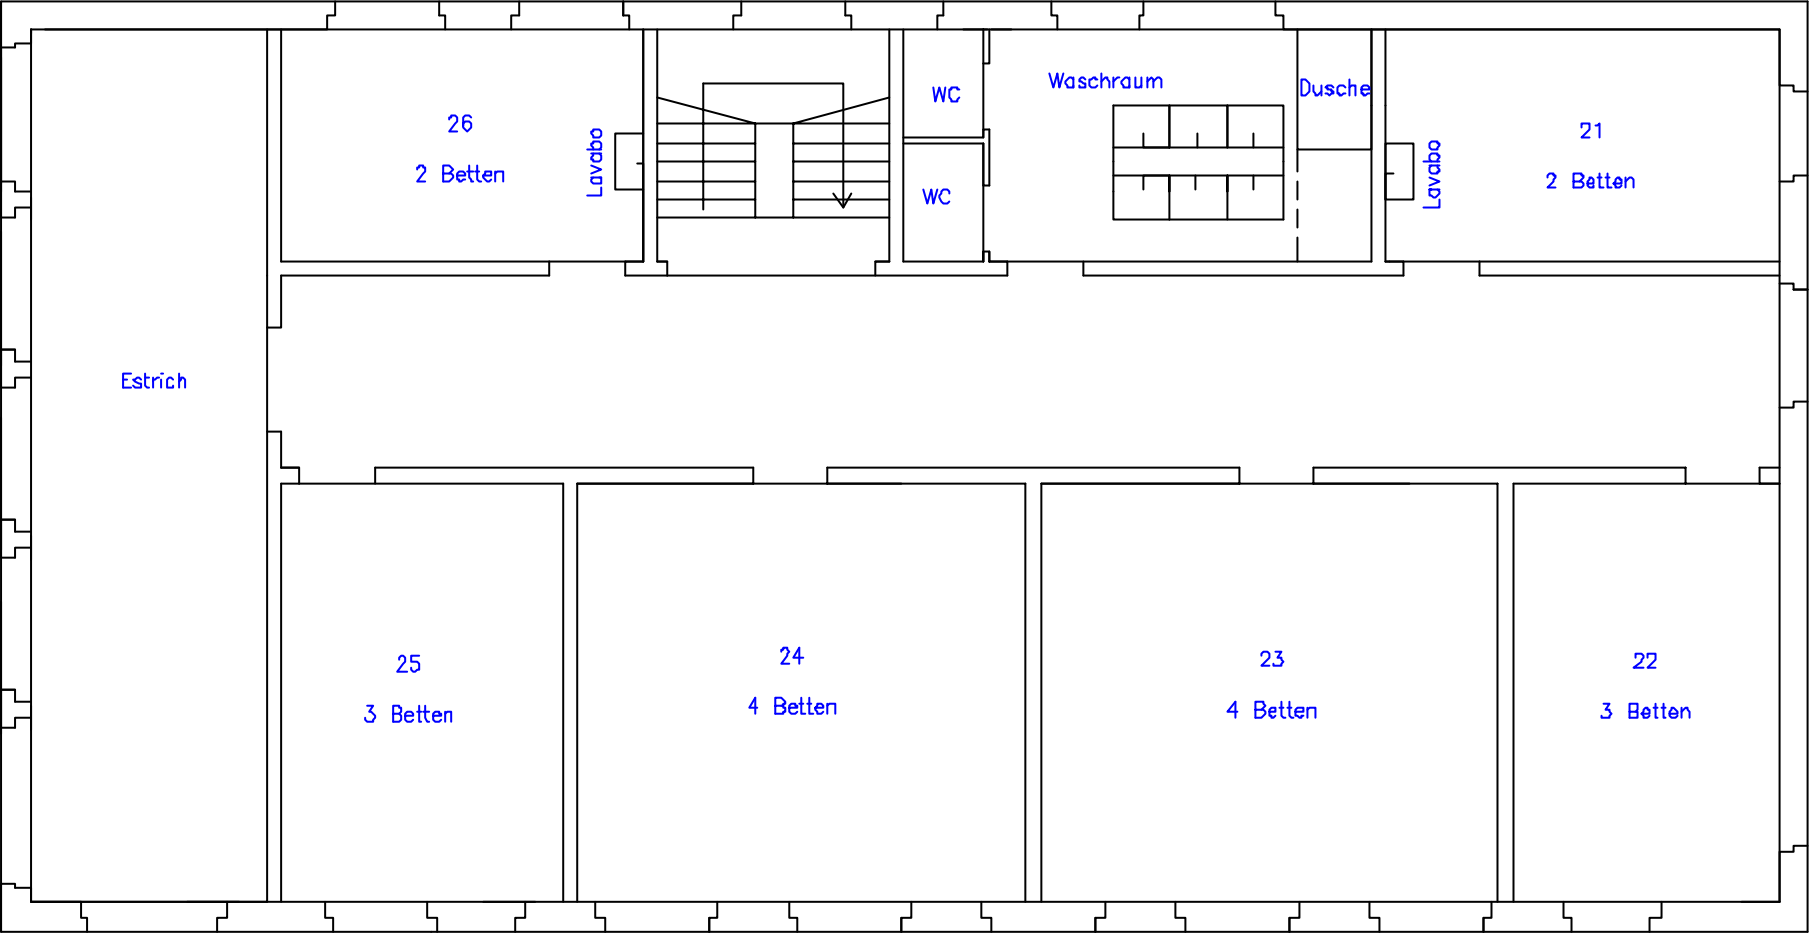 26
2 Betten
Lavabo
WC
WC
Waschraum
Dusche
Lavabo
21
2 Betten
Estrich
25
3 Betten
24
4 Betten
23
4 Betten
22
3 Betten